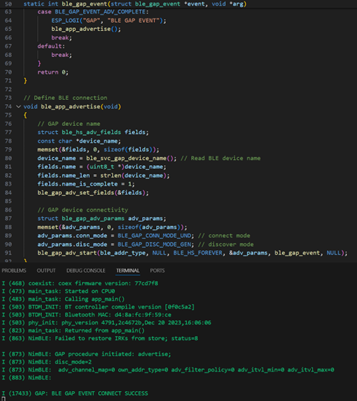 56 static int ble_gap_event(struct ble_gap_event *event, void *arg)
63 case BLE_GAP_EVENT_ADV_COMPLETE:
64 ESP_LOGI("GAP", "BLE GAP EVENT");
65 ble_app_advertise();
66 break;
67 default:
68 break;
69 }
70 return 0;
71 }
72
73 // Define BLE connection
74 void ble_app_advertise(void)
75 {
76 // GAP device name
77 struct ble_hs_adv_fields fields;
78 const char *device_name;
79 memset(&fields, 0, sizeof(fields));
80 device_name = ble_svc_gap_device_name(); // Read BLE device name
81 fields.name = (uint8_t *)device_name;
82 fields.name_len = strlen(device_name);
83 fields.name_is_complete = 1;
84 ble_gap_adv_set_fields(&fields);
85
86 // GAP device connectivity
87 struct ble_gap_adv_params adv_params;
88 memset(&adv_params, 0, sizeof(adv_params));
89 adv_params.conn_mode = BLE_GAP_CONN_MODE_UND; // connect mode
90 adv_params.disc_mode = BLE_GAP_DISC_MODE_GEN; // discover mode
91 ble_gap_adv_start(ble_addr_type, NULL, BLE_HS_FOREVER, &adv_params, ble_gap_event, NULL);
PROBLEMS OUTPUT DEBUG CONSOLE TERMINAL PORTS
I (468) coexist: coex firmware version: 77cd7f8
I (473) main_task: Started on CPU0
I (483) main_task: Calling app_main()
I (503) BTDM_INIT: BT controller compile version [0f0c5a2]
I (503) BTDM_INIT: Bluetooth MAC: d4:8a:fc:9f:59:ce
I (503) phy_init: phy_version 4791,2c4672b,Dec 20 2023,16:06:06
I (823) main_task: Returned from app_main()
I (863) NimBLE: Failed to restore IRKs from store; status=8
I (873) NimBLE: GAP procedure initiated: advertise;
I (873) NimBLE: disc_mode=2
I (873) NimBLE: adv_channel_map=0 own_addr_type=0 adv_filter_policy=0 adv_itvl_min=0 adv_itvl_max=0
I (883) NimBLE:
I (17433) GAP: BLE GAP EVENT CONNECT SUCCESS